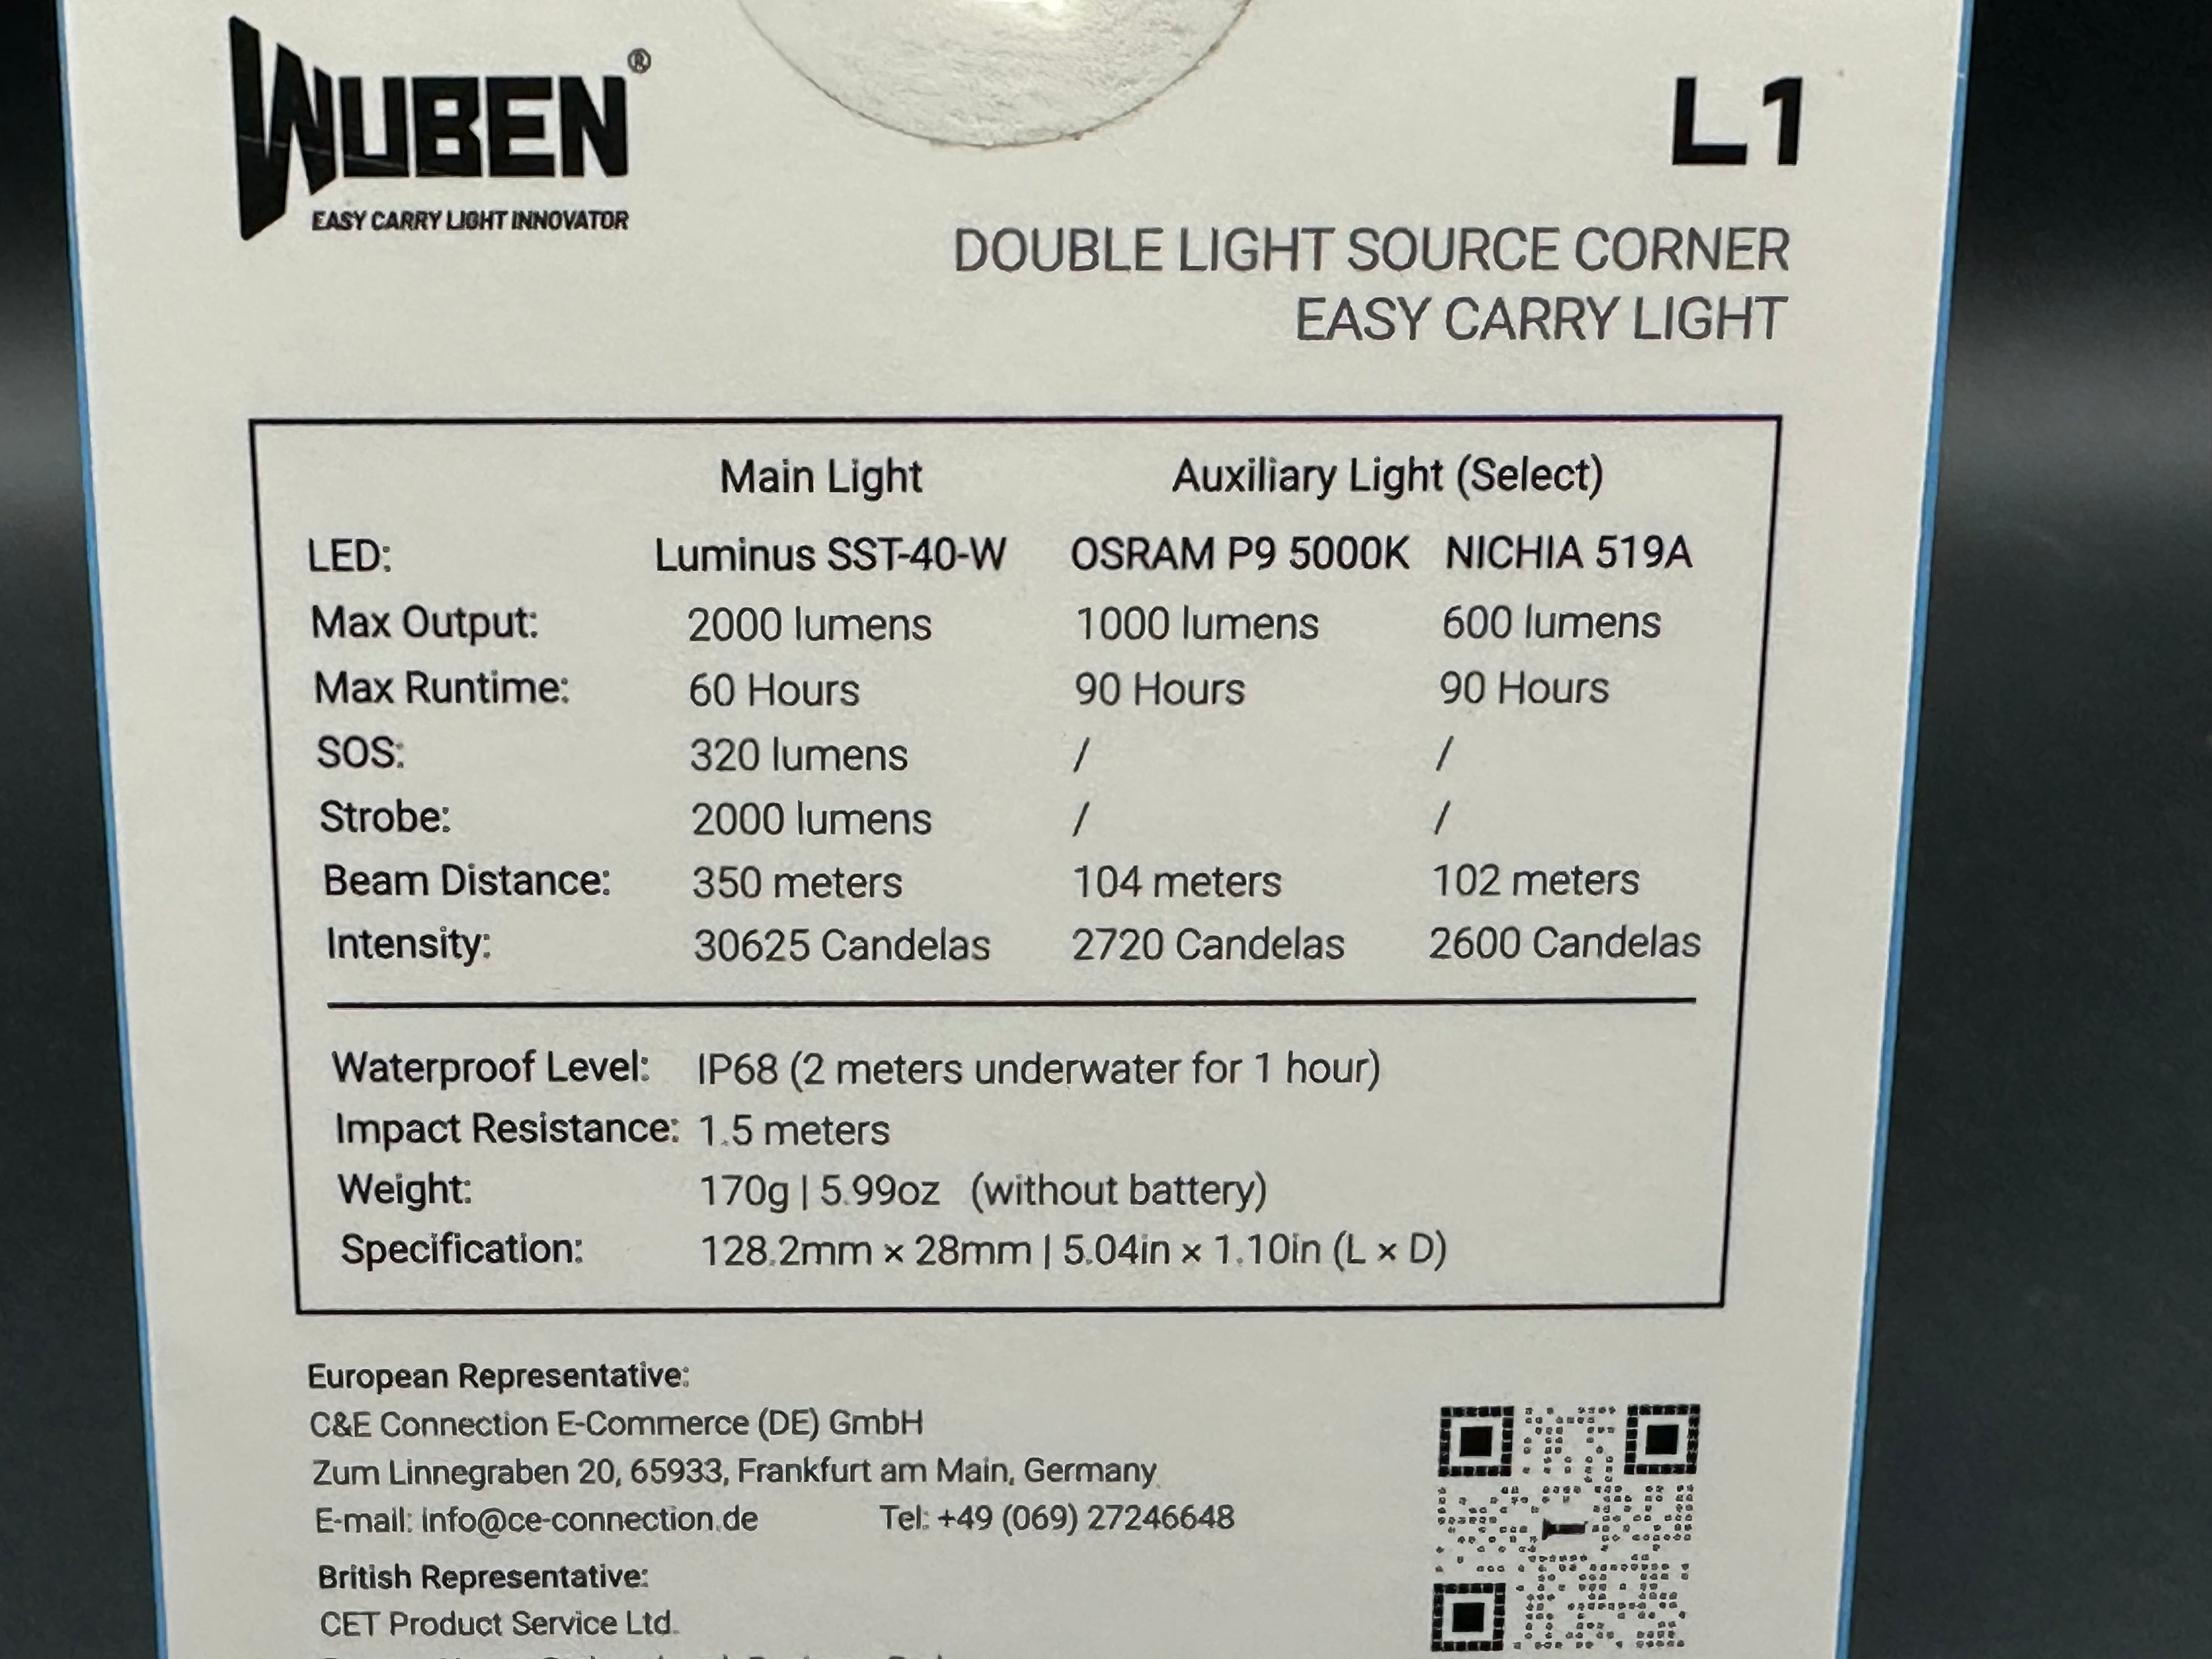 WUBEN®
EASY CARRY LIGHT INNOVATOR
L1
DOUBLE LIGHT SOURCE CORNER
EASY CARRY LIGHT
Main Light Auxiliary Light (Select)
LED: Luminus SST-40-W OSRAM P9 5000K NICHIA 519A
Max Output: 2000 lumens 1000 lumens 600 lumens
Max Runtime: 60 Hours 90 Hours 90 Hours
SOS: 320 lumens / /
Strobe: 2000 lumens / /
Beam Distance: 350 meters 104 meters 102 meters
Intensity: 30625 Candelas 2720 Candelas 2600 Candelas
Waterproof Level: IP68 (2 meters underwater for 1 hour)
Impact Resistance: 1.5 meters
Weight: 170g | 5.99oz (without battery)
Specification: 128.2mm × 28mm | 5.04in × 1.10in (L × D)
European Representative:
C&E Connection E-Commerce (DE) GmbH
Zum Linnegraben 20, 65933, Frankfurt am Main, Germany
E-mail: info@ce-connection.de Tel: +49 (069) 27246648
British Representative:
CET Product Service Ltd.